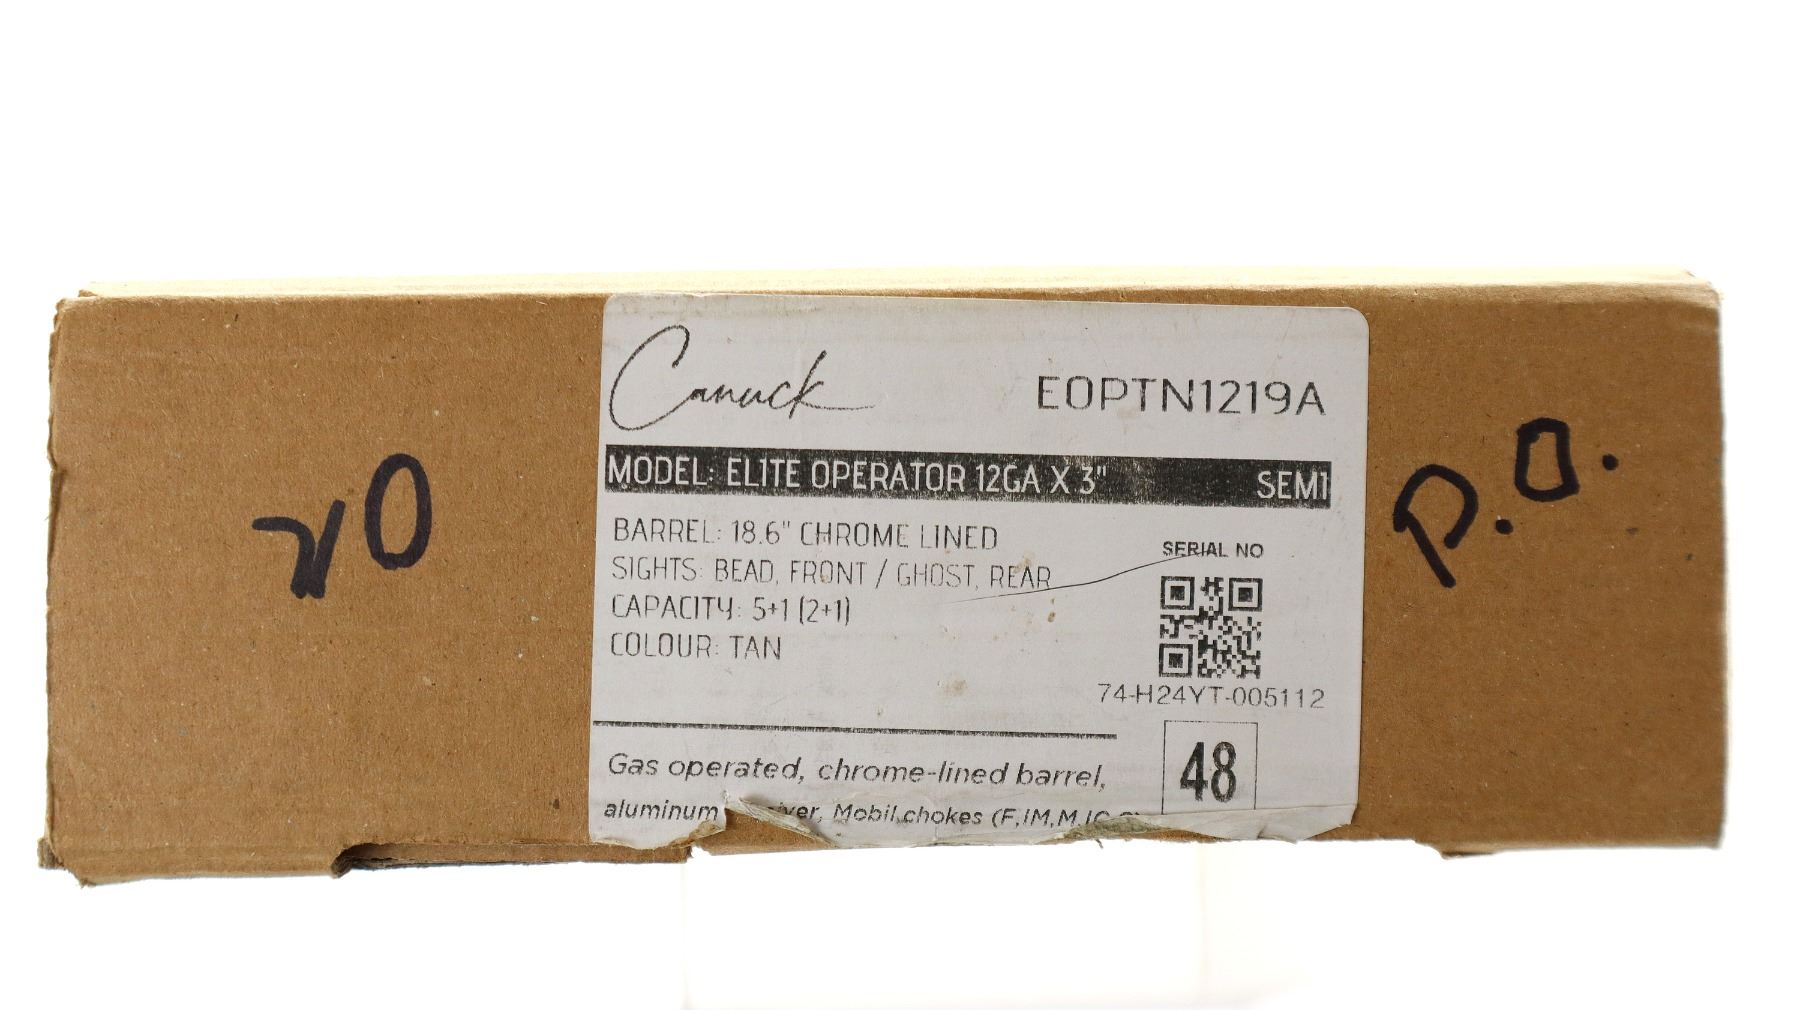 Canuck
EOPTN1219A
MODEL: ELITE OPERATOR 12GA X 3" SEMI
BARREL: 18.6" CHROME LINED
SIGHTS: BEAD, FRONT / GHOST, REAR
CAPACITY: 5+1 (2+1)
COLOUR: TAN
SERIAL NO
74-H24YT-005112
48
Gas operated, chrome-lined barrel,
aluminum Mobil chokes (F,IM,M,
P.O.